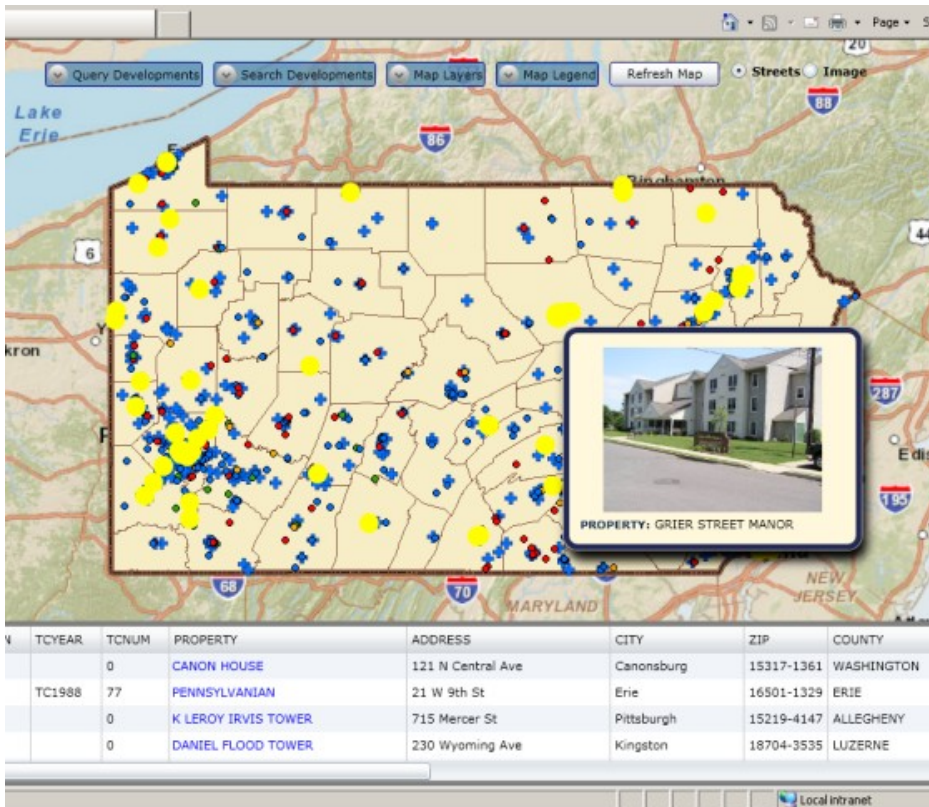 Page
20
Query Developments
Search Developments
Map Layers
Map Legend
Refresh Map
Streets
Image
Lake
Erie
88
86
Binghamton
44
6
kron
287
Edis
195
PROPERTY: GRIER STREET MANOR
68
70
NEW
JERSEY
MARYLAND
N TCYEAR TCNUM PROPERTY ADDRESS CITY ZIP COUNTY
0 CANON HOUSE 121 N Central Ave Canonsburg 15317-1361 WASHINGTON
TC1988 77 PENNSYLVANIAN 21 W 9th St Erie 16501-1329 ERIE
0 K LEROY IRVIS TOWER 715 Mercer St Pittsburgh 15219-4147 ALLEGHENY
0 DANIEL FLOOD TOWER 230 Wyoming Ave Kingston 18704-3535 LUZERNE
Local intranet